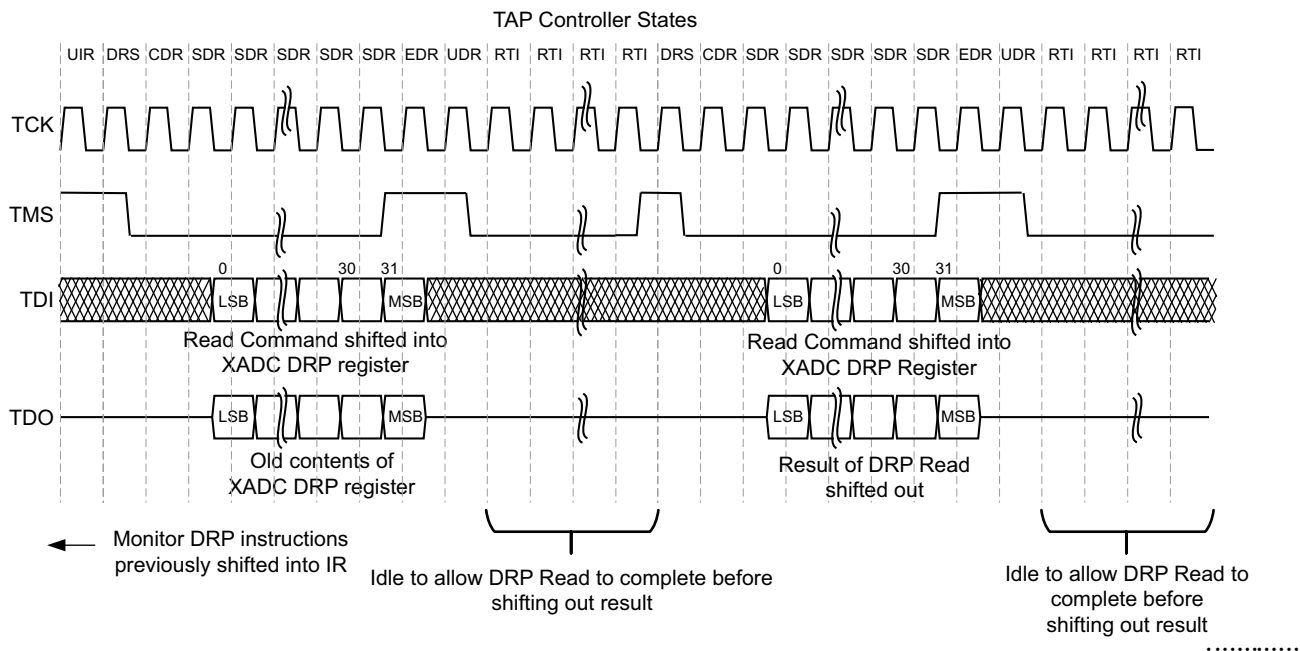 TAP Controller States
UIR DRS CDR SDR SDR SDR SDR SDR EDR UDR RTI RTI RTI RTI DRS CDR SDR SDR SDR SDR SDR EDR UDR RTI RTI RTI RTI
TCK
TMS
0 30 31 0 30 31
TDI LSB MSB LSB MSB
Read Command shifted into
XADC DRP register
Read Command shifted into
XADC DRP Register
TDO LSB MSB LSB MSB
Old contents of
XADC DRP register
Result of DRP Read
shifted out
Monitor DRP instructions
previously shifted into IR
Idle to allow DRP Read to complete before
shifting out result
Idle to allow DRP Read to
complete before
shifting out result